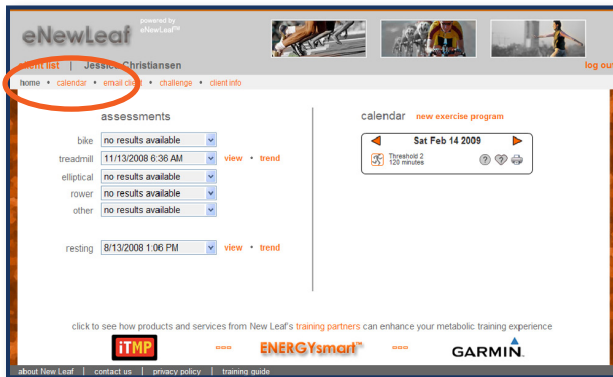 eNewLeaf
powered by
eNewLeaf™
client list | Jessica Christiansen
log out
home • calendar • email client • challenge • client info
assessments
bike no results available
treadmill 11/13/2008 6:36 AM view • trend
elliptical no results available
rower no results available
other no results available
resting 8/13/2008 1:06 PM view • trend
calendar new exercise program
Sat Feb 14 2009
Threshold 2
120 minutes
click to see how products and services from New Leaf's training partners can enhance your metabolic training experience
iTMP ENERGYsmart™ GARMIN.
about New Leaf | contact us | privacy policy | training guide